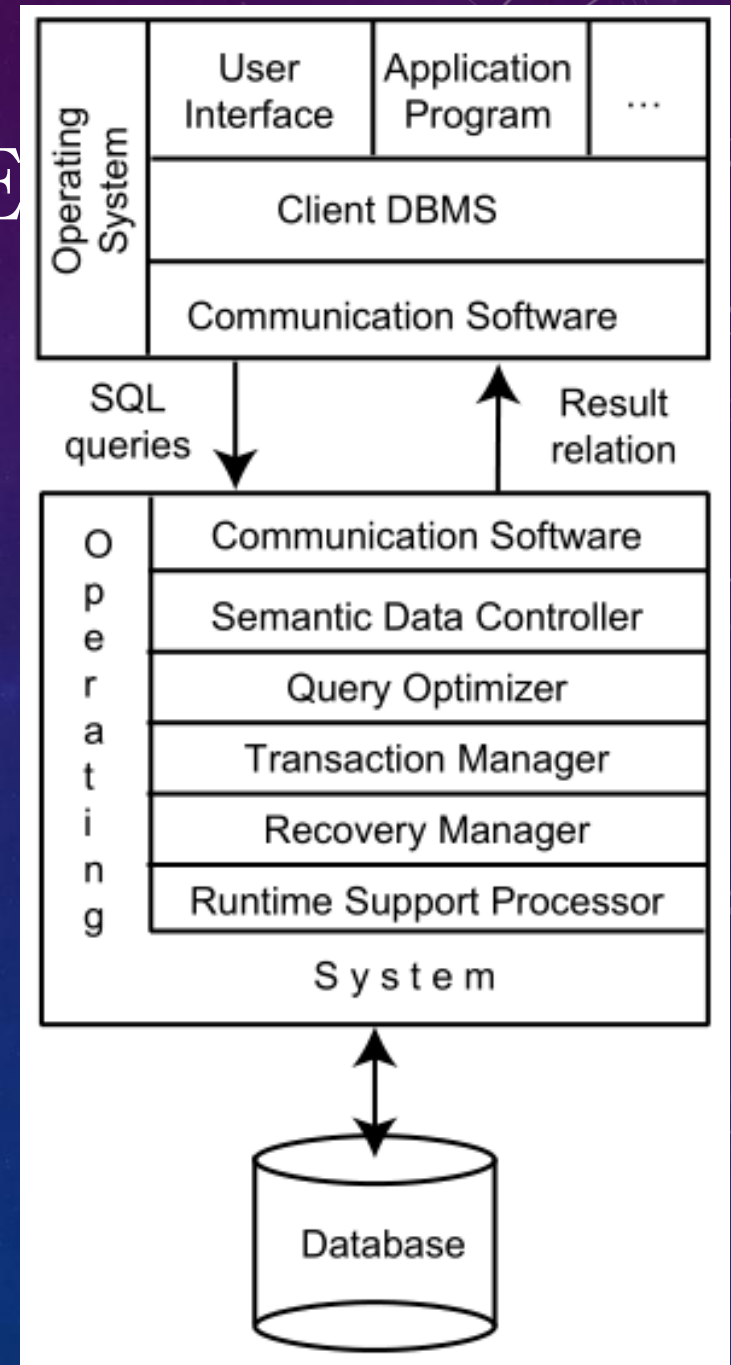 E
Operating
System
User
Interface
Application
Program
...
Client DBMS
Communication Software
SQL
queries
Result
relation
Operating
Communication Software
Semantic Data Controller
Query Optimizer
Transaction Manager
Recovery Manager
Runtime Support Processor
System
Database